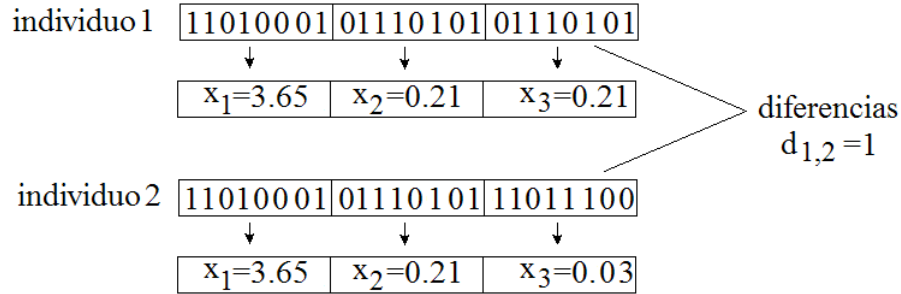 individuo 1 11010001 01110101 01110101
x1=3.65 x2=0.21 x3=0.21
diferencias
d1,2 =1
individuo 2 11010001 01110101 11011100
x1=3.65 x2=0.21 x3=0.03